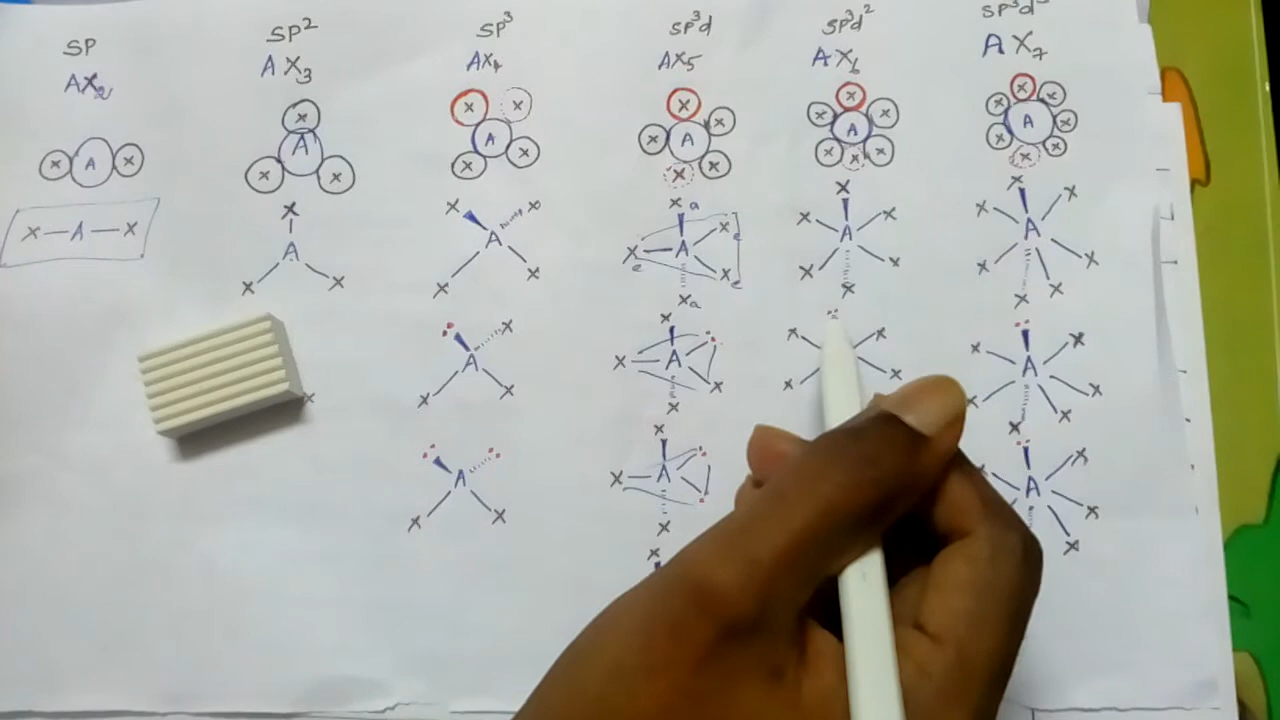 SP SP² SP³ SP³d SP³d² SP³d³
AX₂ AX₃ AX₄ AX₅ AX₆ AX₇
X A X
X A X X
X X A X X
X X A X X X
X X X A X X X
X X X A X X X X
X — A — X
X A X X
X X A X X
X a X e A X e X e X a
X X X A X X X
X X X A X X X X
X A X X
X X A X X
X X X X
X X A X X X X
A X X
X X A X
X A X X X
X